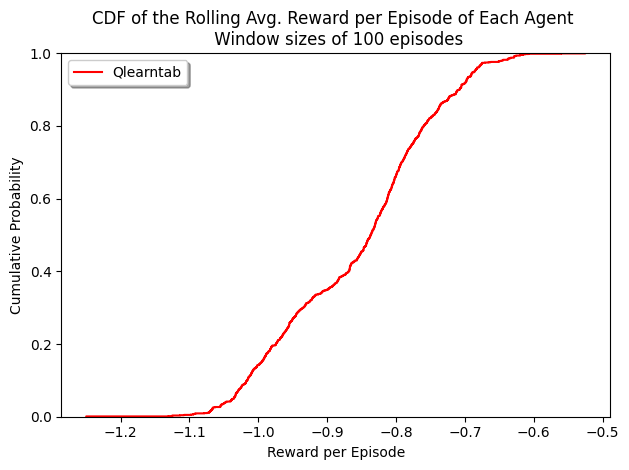 CDF of the Rolling Avg. Reward per Episode of Each Agent
Window sizes of 100 episodes
Qlearntab
1.0
0.8
0.6
0.4
0.2
0.0
Cumulative Probability
−1.2
−1.1
−1.0
−0.9
−0.8
−0.7
−0.6
−0.5
Reward per Episode